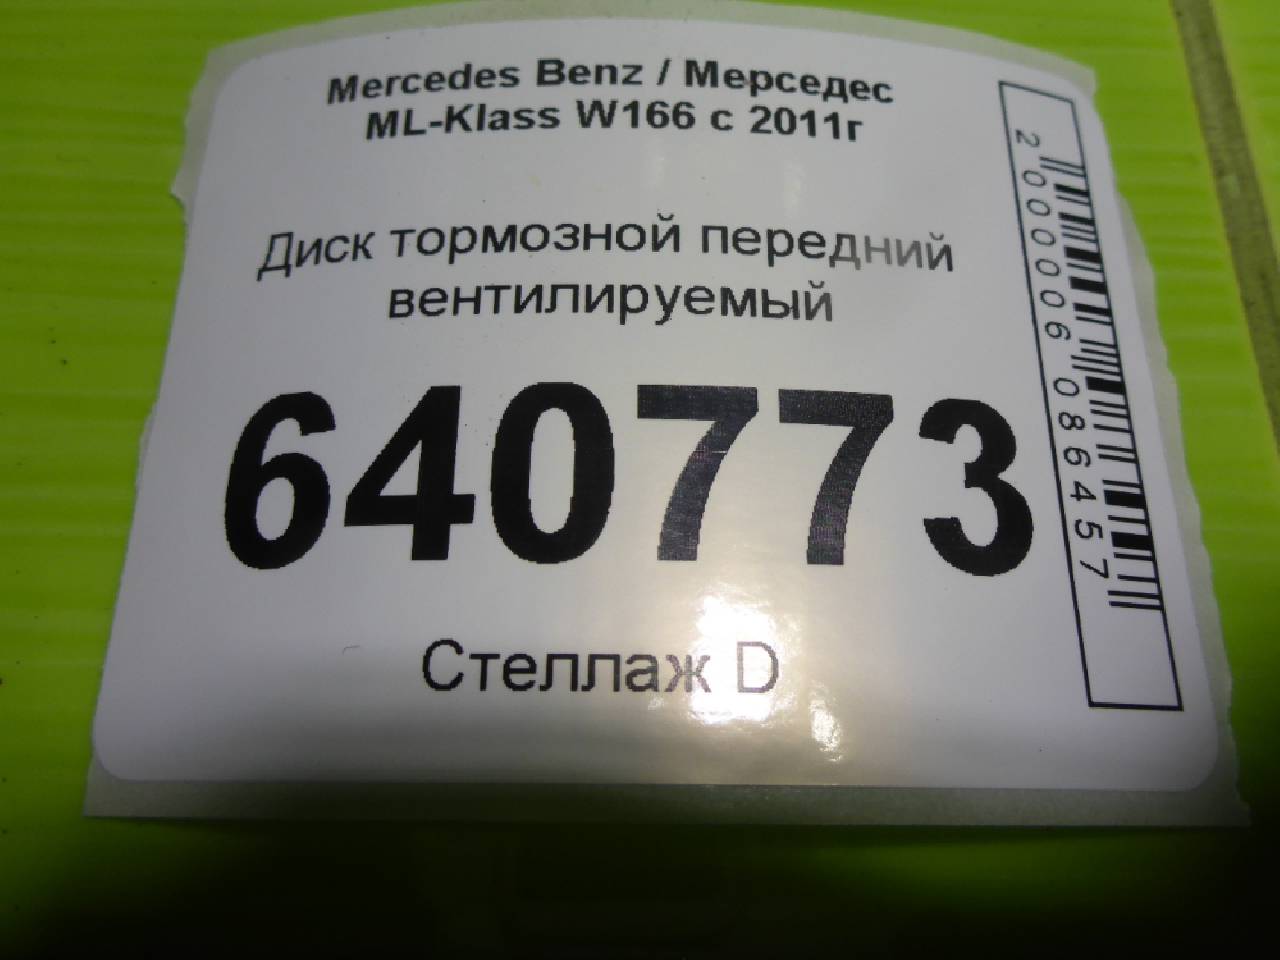 Mercedes Benz / Мерседес
ML-Klass W166 с 2011г
Диск тормозной передний
вентилируемый
640773
Стеллаж D
2000006086457